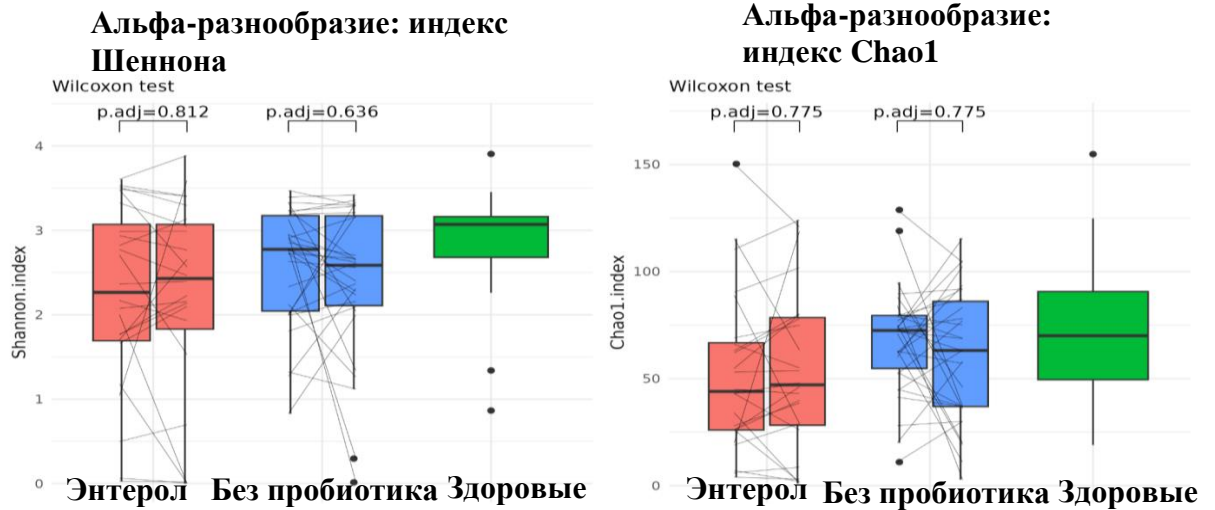 Альфа-разнообразие: индекс
Шеннона
Wilcoxon test
p.adj=0.812
p.adj=0.636
Shannon.index
4
3
2
1
0
Энтерол
Без пробиотика
Здоровые
Альфа-разнообразие:
индекс Chao1
Wilcoxon test
p.adj=0.775
p.adj=0.775
Chao1.index
150
100
50
0
Энтерол
Без пробиотика
Здоровые